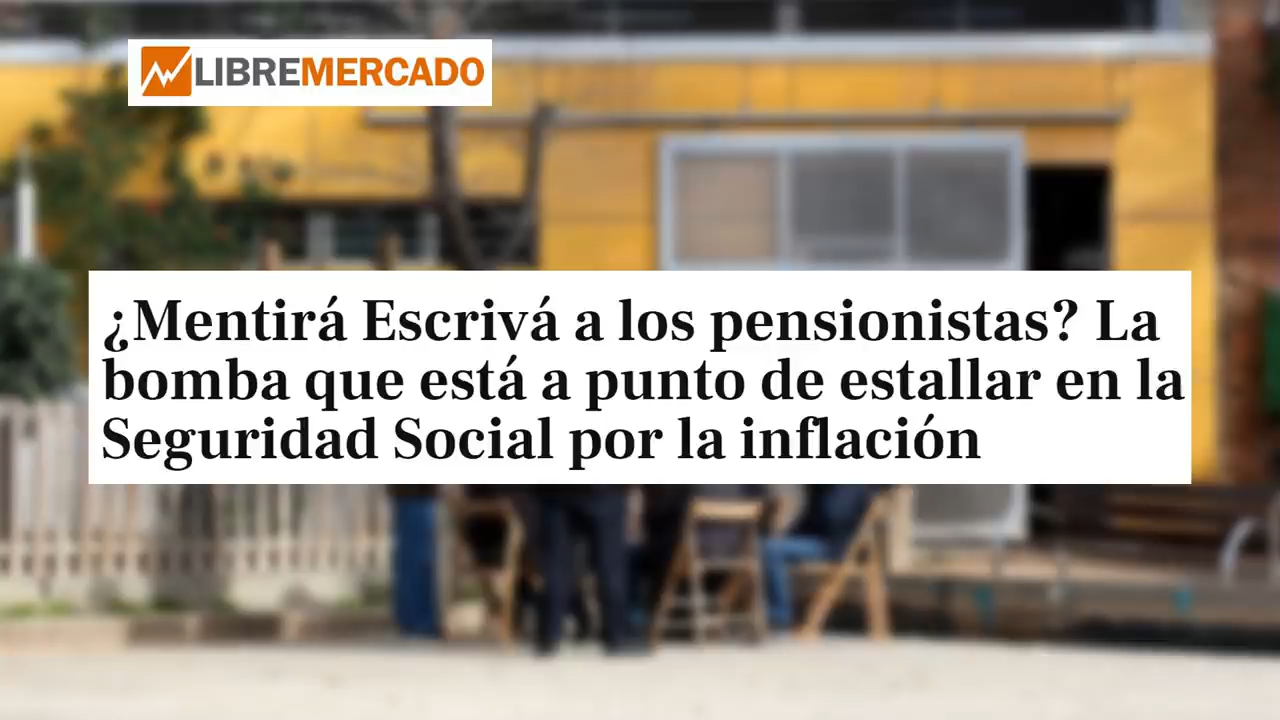 LIBREMERCADO
¿Mentirá Escrivá a los pensionistas? La
bomba que está a punto de estallar en la
Seguridad Social por la inflación